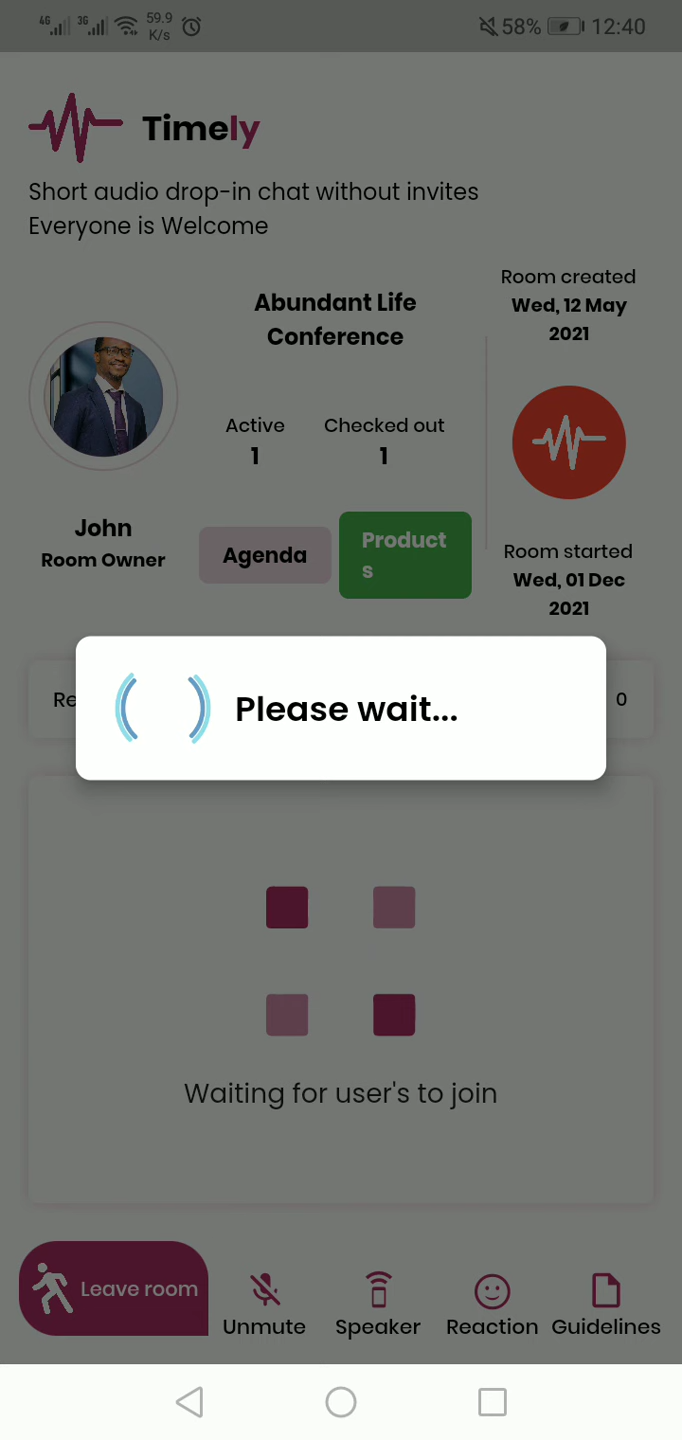 4G 3G 59.9 K/s 58% 12:40
Timely
Short audio drop-in chat without invites
Everyone is Welcome
Abundant Life
Conference
Active
1
Checked out
1
Room created
Wed, 12 May
2021
John
Room Owner
Agenda
Product
s
Room started
Wed, 01 Dec
2021
Re
0
Please wait...
Waiting for user's to join
Leave room
Unmute
Speaker
Reaction
Guidelines